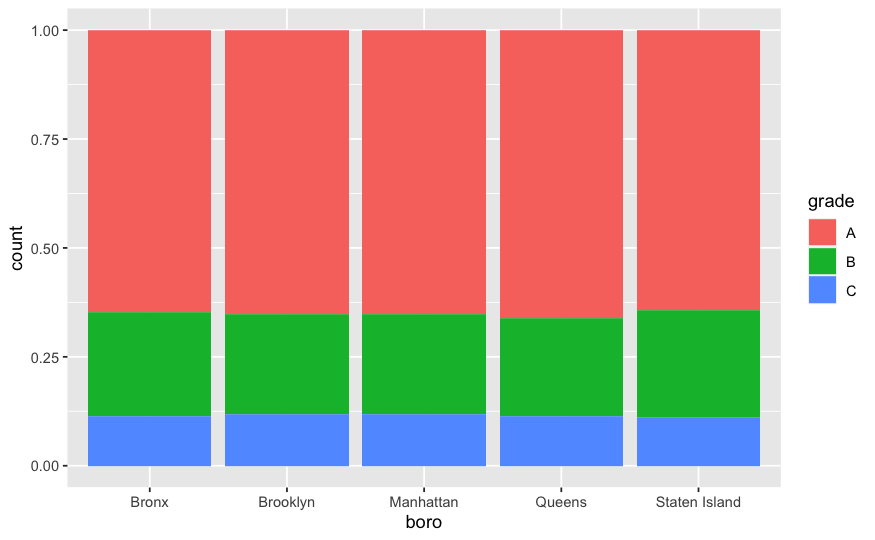 1.00
0.75
0.50
0.25
0.00
count
Bronx Brooklyn Manhattan Queens Staten Island
boro
grade
A
B
C